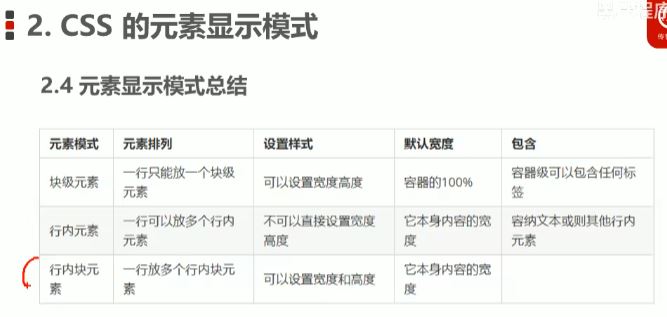 2. CSS 的元素显示模式
2.4 元素显示模式总结
元素模式 元素排列 设置样式 默认宽度 包含
块级元素 一行只能放一个块级元素 可以设置宽度高度 容器的100% 容器级可以包含任何标签
行内元素 一行可以放多个行内元素 不可以直接设置宽度高度 它本身内容的宽度 容纳文本或则其他行内元素
行内块元素 一行放多个行内块元素 可以设置宽度和高度 它本身内容的宽度